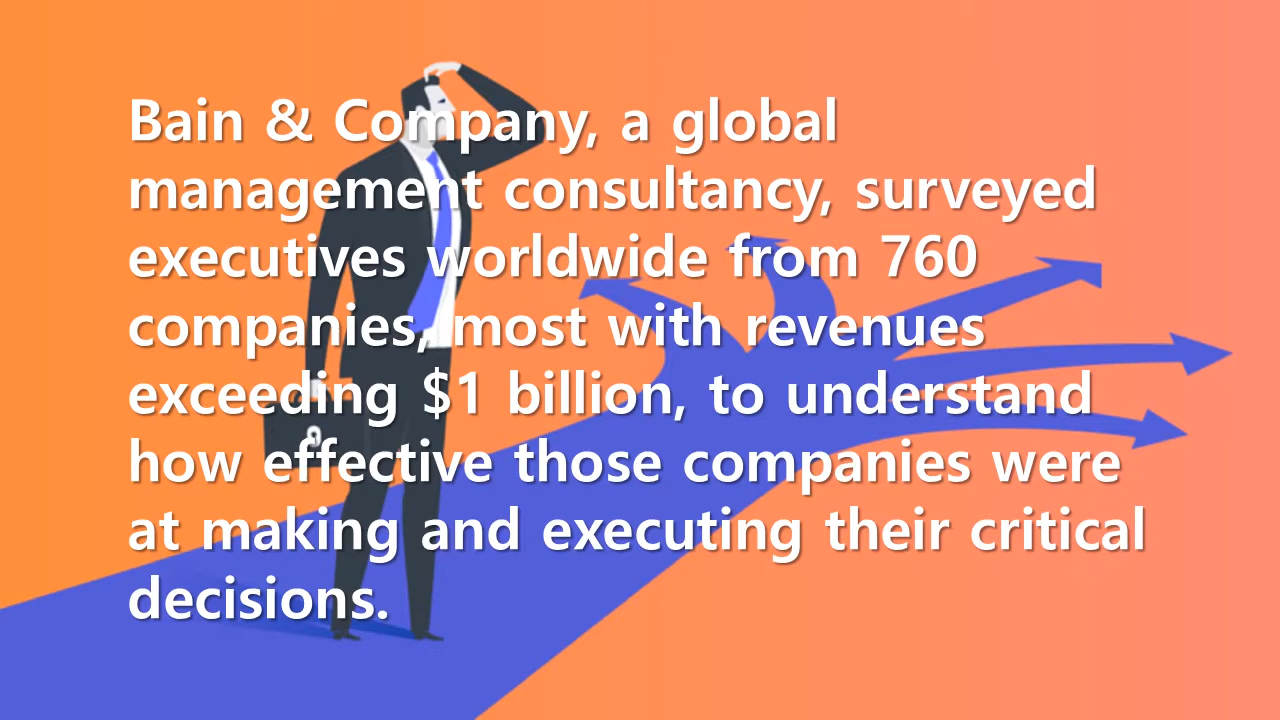 Bain & Company, a global
management consultancy, surveyed
executives worldwide from 760
companies, most with revenues
exceeding $1 billion, to understand
how effective those companies were
at making and executing their critical
decisions.